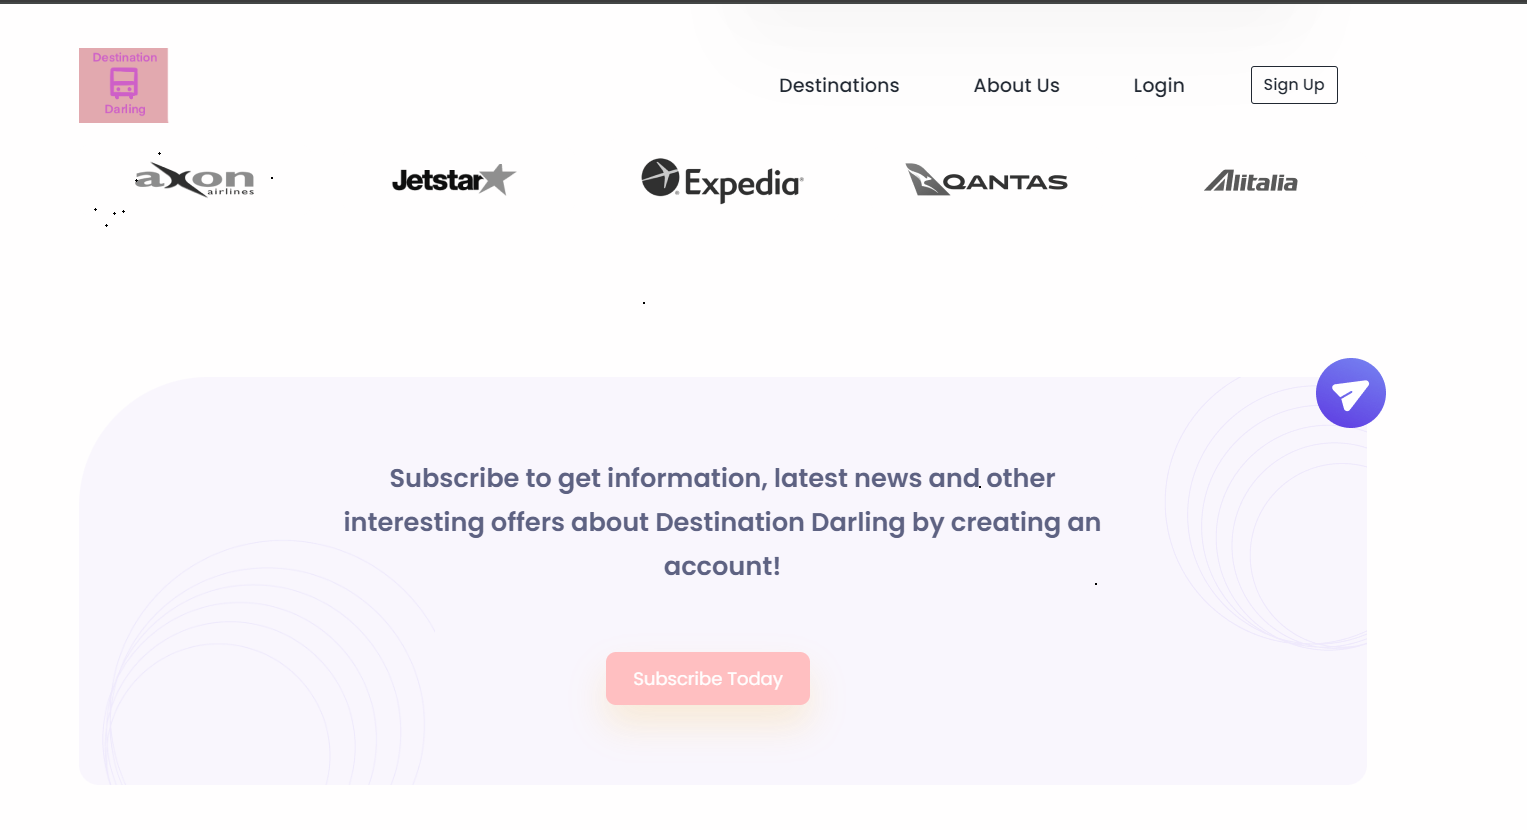 Destination
Darling
Destinations
About Us
Login
Sign Up
axon
airlines
Jetstar
Expedia®
QANTAS
Alitalia
Subscribe to get information, latest news and other
interesting offers about Destination Darling by creating an
account!
Subscribe Today